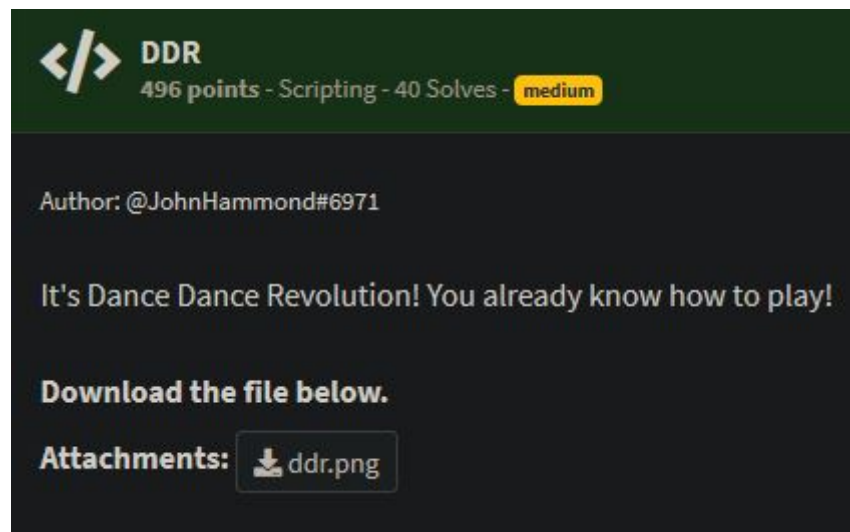 </> DDR
496 points - Scripting - 40 Solves - medium
Author: @JohnHammond#6971
It's Dance Dance Revolution! You already know how to play!
Download the file below.
Attachments: ddr.png